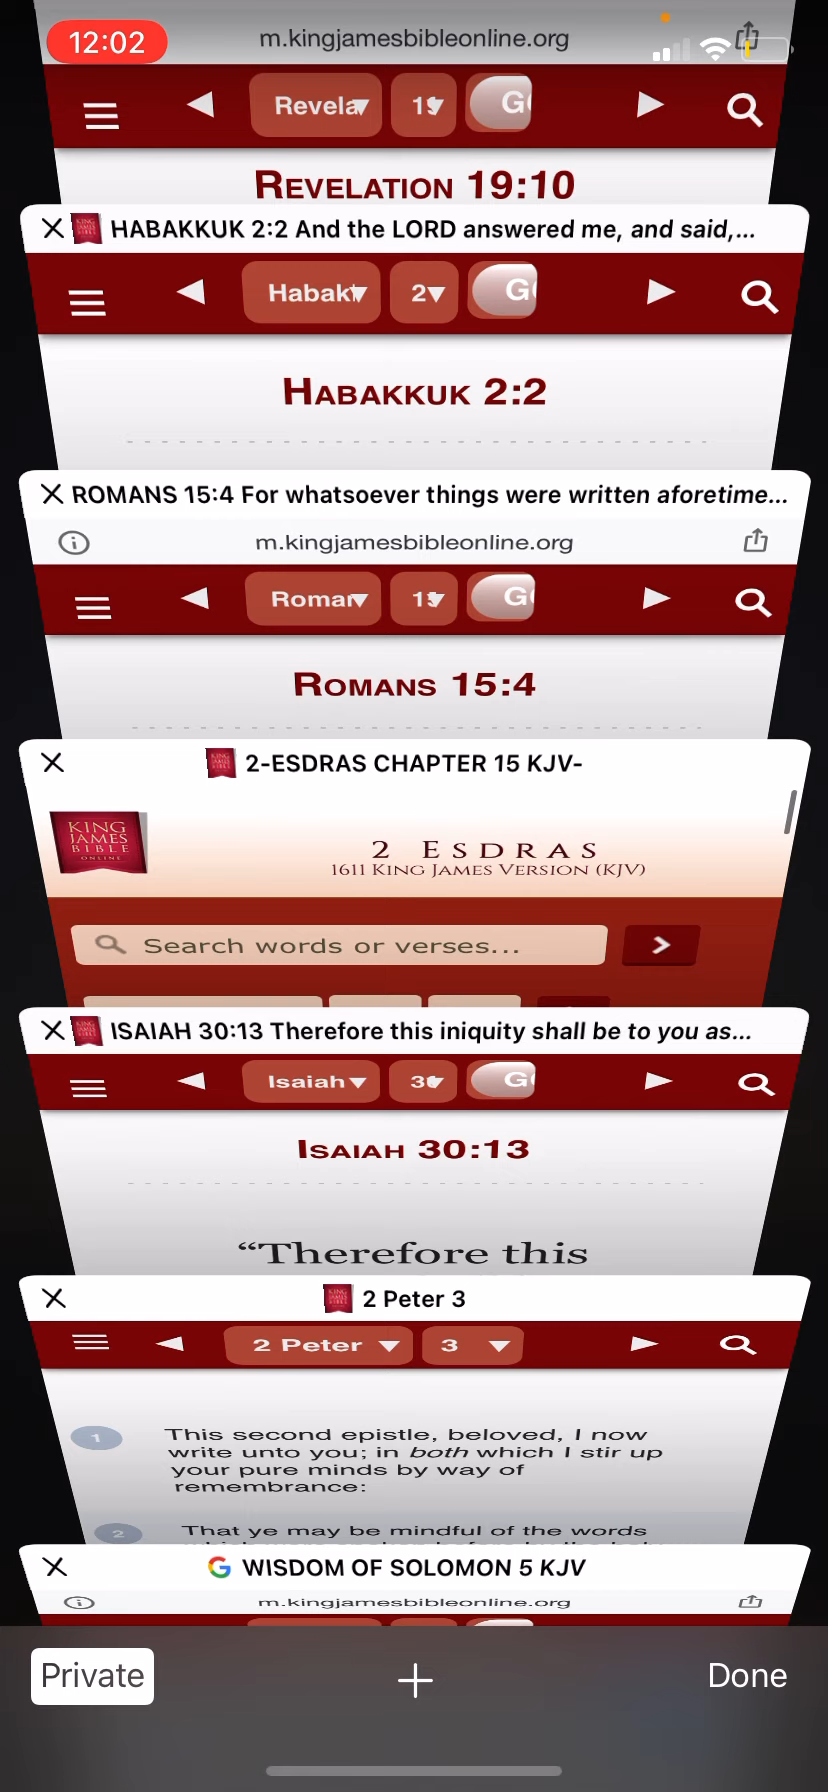 12:02
m.kingjamesbibleonline.org
Revela
REVELATION 19:10
HABAKKUK 2:2 And the LORD answered me, and said,...
Habak
2
HABAKKUK 2:2
ROMANS 15:4 For whatsoever things were written aforetime...
m.kingjamesbibleonline.org
Roman
ROMANS 15:4
2-ESDRAS CHAPTER 15 KJV-
KING
JAMES
BIBLE
ONLINE
2 ESDRAS
1611 KING JAMES VERSION (KJV)
Search words or verses...
ISAIAH 30:13 Therefore this iniquity shall be to you as...
Isaiah
ISAIAH 30:13
“Therefore this
2 Peter 3
2 Peter 3
1 This second epistle, beloved, I now
write unto you; in both which I stir up
your pure minds by way of
remembrance:
2 That ye may be mindful of the words
WISDOM OF SOLOMON 5 KJV
m.kingjamesbibleonline.org
Private
Done